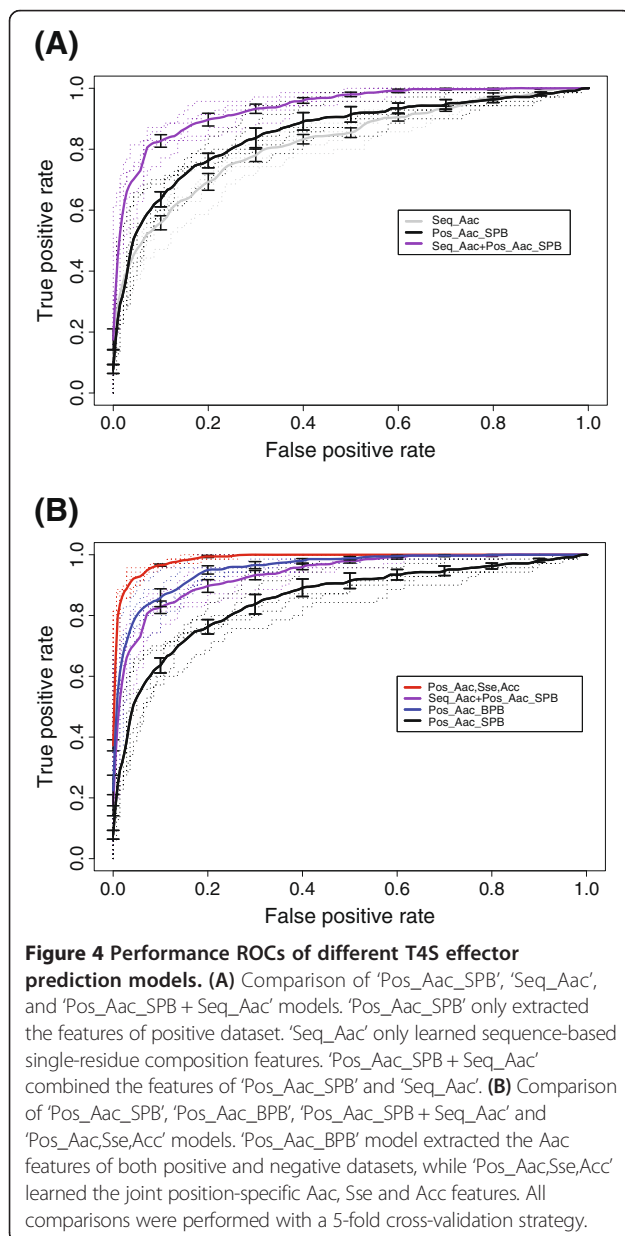 (A)
1.0
0.8
0.6
0.4
0.2
0.0
True positive rate
Seq_Aac
Pos_Aac_SPB
Seq_Aac+Pos_Aac_SPB
0.0 0.2 0.4 0.6 0.8 1.0
False positive rate
(B)
1.0
0.8
0.6
0.4
0.2
0.0
True positive rate
Pos_Aac,Sse,Acc
Seq_Aac+Pos_Aac_SPB
Pos_Aac_BPB
Pos_Aac_SPB
0.0 0.2 0.4 0.6 0.8 1.0
False positive rate
Figure 4 Performance ROCs of different T4S effector
prediction models. (A) Comparison of ‘Pos_Aac_SPB’, ‘Seq_Aac’,
and ‘Pos_Aac_SPB + Seq_Aac’ models. ‘Pos_Aac_SPB’ only extracted
the features of positive dataset. ‘Seq_Aac’ only learned sequence-based
single-residue composition features. ‘Pos_Aac_SPB + Seq_Aac’
combined the features of ‘Pos_Aac_SPB’ and ‘Seq_Aac’. (B) Comparison
of ‘Pos_Aac_SPB’, ‘Pos_Aac_BPB’, ‘Pos_Aac_SPB + Seq_Aac’ and
‘Pos_Aac,Sse,Acc’ models. ‘Pos_Aac_BPB’ model extracted the Aac
features of both positive and negative datasets, while ‘Pos_Aac,Sse,Acc’
learned the joint position-specific Aac, Sse and Acc features. All
comparisons were performed with a 5-fold cross-validation strategy.